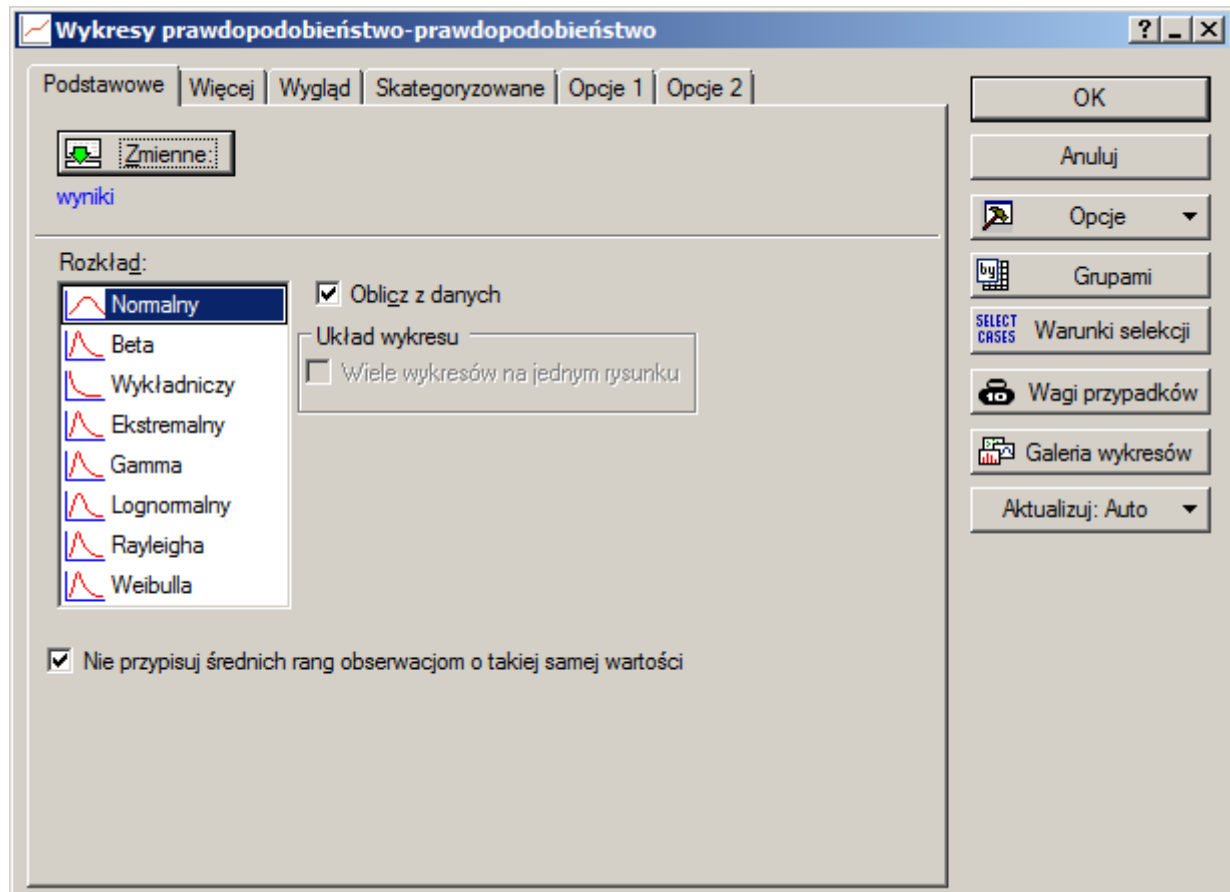 Wykresy prawdopodobieństwo-prawdopodobieństwo
Podstawowe Więcej Wygląd Skategoryzowane Opcje 1 Opcje 2
Zmienne:
wyniki
Rozkład:
Normalny
Beta
Wykładniczy
Ekstremalny
Gamma
Lognormalny
Rayleigha
Weibulla
Oblicz z danych
Układ wykresu
Wiele wykresów na jednym rysunku
Nie przypisuj średnich rang obserwacjom o takiej samej wartości
OK
Anuluj
Opcje
by
Grupami
SELECT
CASES
Warunki selekcji
10
Wagi przypadków
Galeria wykresów
Aktualizuj: Auto